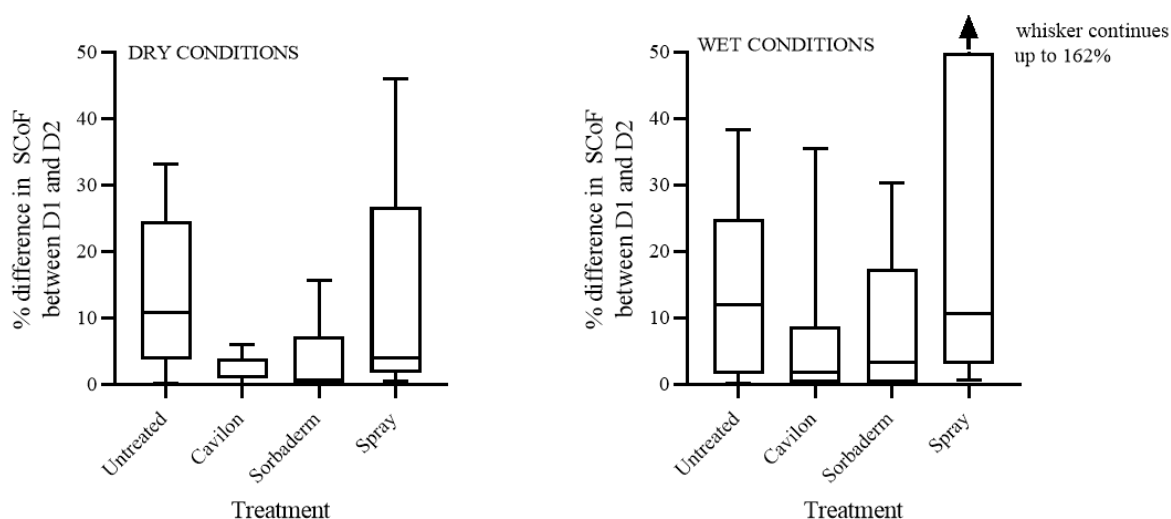 DRY CONDITIONS
% difference in SCoF
between D1 and D2
50
40
30
20
10
0
Untreated
Cavilon
Sorbaderm
Spray
Treatment
WET CONDITIONS
whisker continues
up to 162%
% difference in SCoF
between D1 and D2
50
40
30
20
10
0
Untreated
Cavilon
Sorbaderm
Spray
Treatment